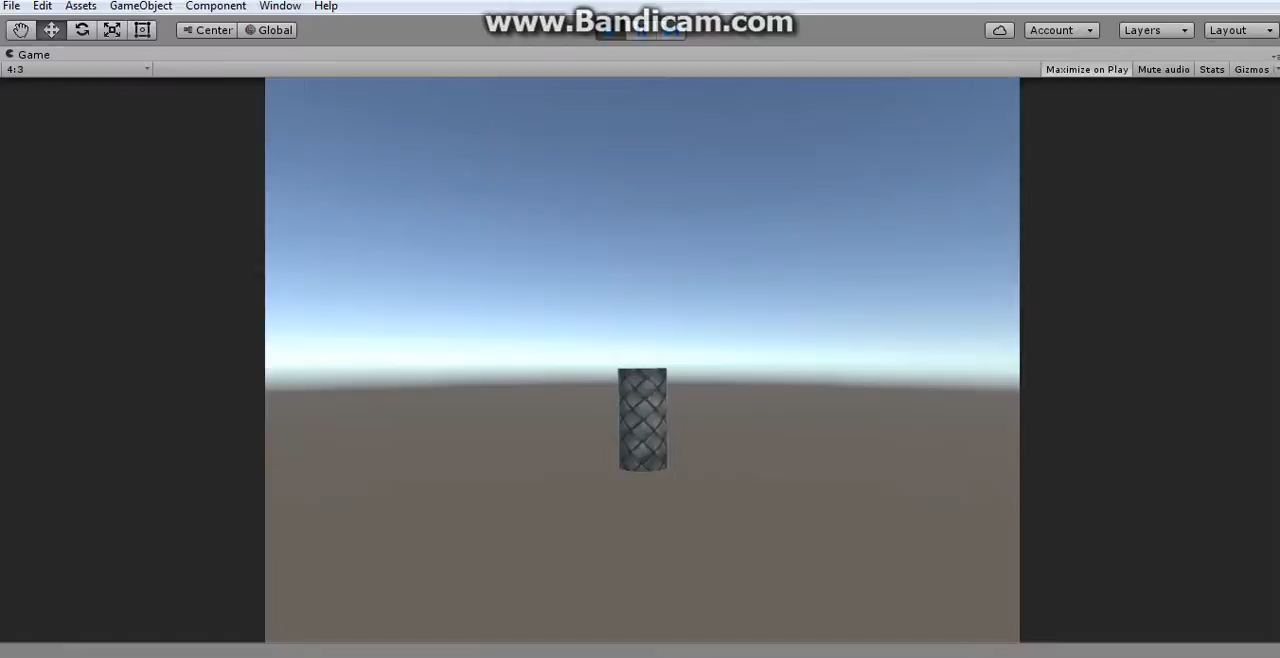 File Edit Assets GameObject Component Window Help
www.Bandicam.com
Center Global Account Layers Layout
Game
4:3 Maximize on Play Mute audio Stats Gizmos